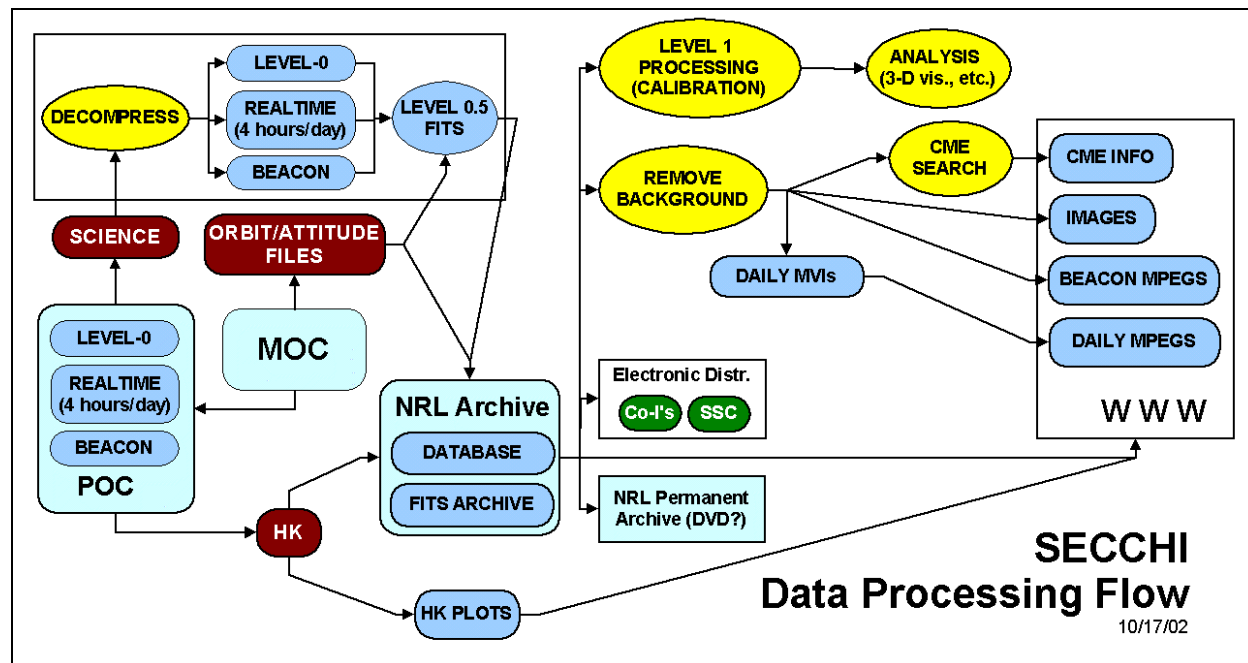 DECOMPRESS
LEVEL-0
REALTIME
(4 hours/day)
BEACON
LEVEL 0.5
FITS
SCIENCE
ORBIT/ATTITUDE
FILES
LEVEL-0
REALTIME
(4 hours/day)
BEACON
POC
MOC
HK
NRL Archive
DATABASE
FITS ARCHIVE
HK PLOTS
LEVEL 1
PROCESSING
(CALIBRATION)
ANALYSIS
(3-D vis., etc.)
REMOVE
BACKGROUND
CME
SEARCH
DAILY MVIs
CME INFO
IMAGES
BEACON MPEGS
DAILY MPEGS
W W W
Electronic Distr.
Co-I's
SSC
NRL Permanent
Archive (DVD?)
SECCHI
Data Processing Flow
10/17/02